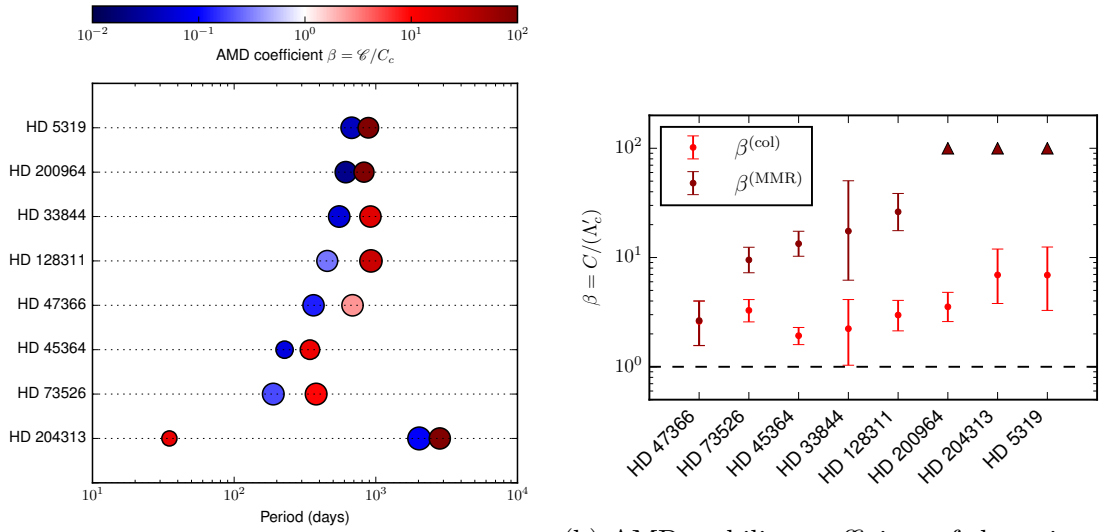 10^{-2} 10^{-1} 10^{0} 10^{1} 10^{2}
AMD coefficient β = 𝒞/C_c
HD 5319
HD 200964
HD 33844
HD 128311
HD 47366
HD 45364
HD 73526
HD 204313
10^{1} 10^{2} 10^{3} 10^{4}
Period (days)
β^{(col)}
β^{(MMR)}
10^{2}
10^{1}
10^{0}
β = C/(Λ'_c)
HD 47366
HD 73526
HD 45364
HD 33844
HD 128311
HD 200964
HD 204313
HD 5319